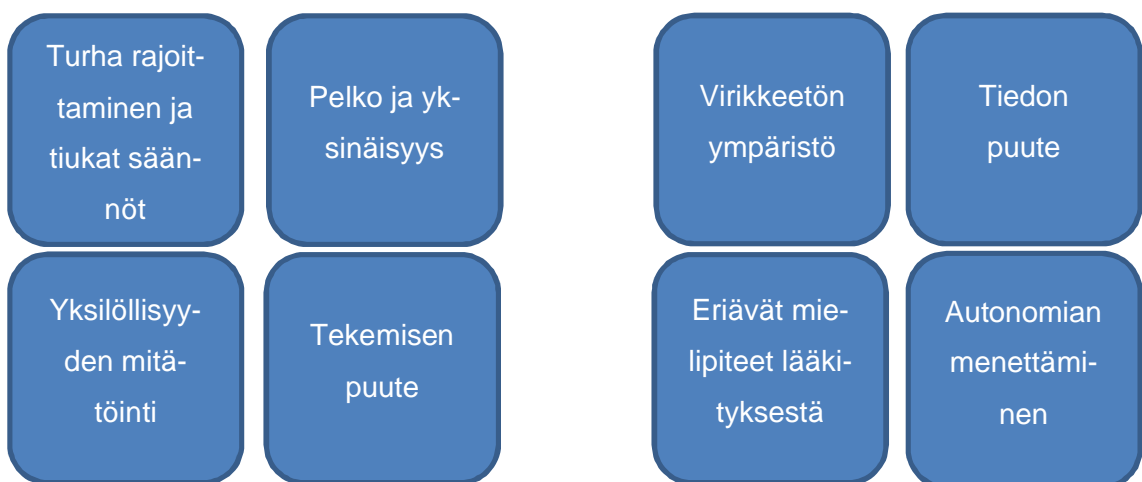 Turha rajoit-
taminen ja
tiukat sään-
nöt
Pelko ja yk-
sinäisyys
Virikkeetön
ympäristö
Tiedon
puute
Yksilöllisyy-
den mitä-
töinti
Tekemisen
puute
Eriävät mie-
lipiteet lääki-
tyksestä
Autonomian
menettämi-
nen